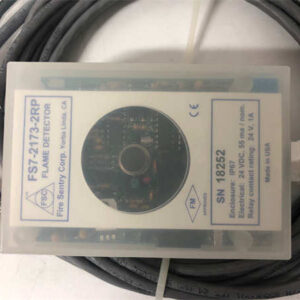 FS7-2173-2RP
FLAME DETECTOR
Fire Sentry Corp. Yorba Linda, CA
FSC
CE
FM
APPROVED
SN 18252
Enclosure: IP67
Electrical: 24 VDC, 55 ma / nom.
Relay contact rating: 24 V, 1A
Made in USA